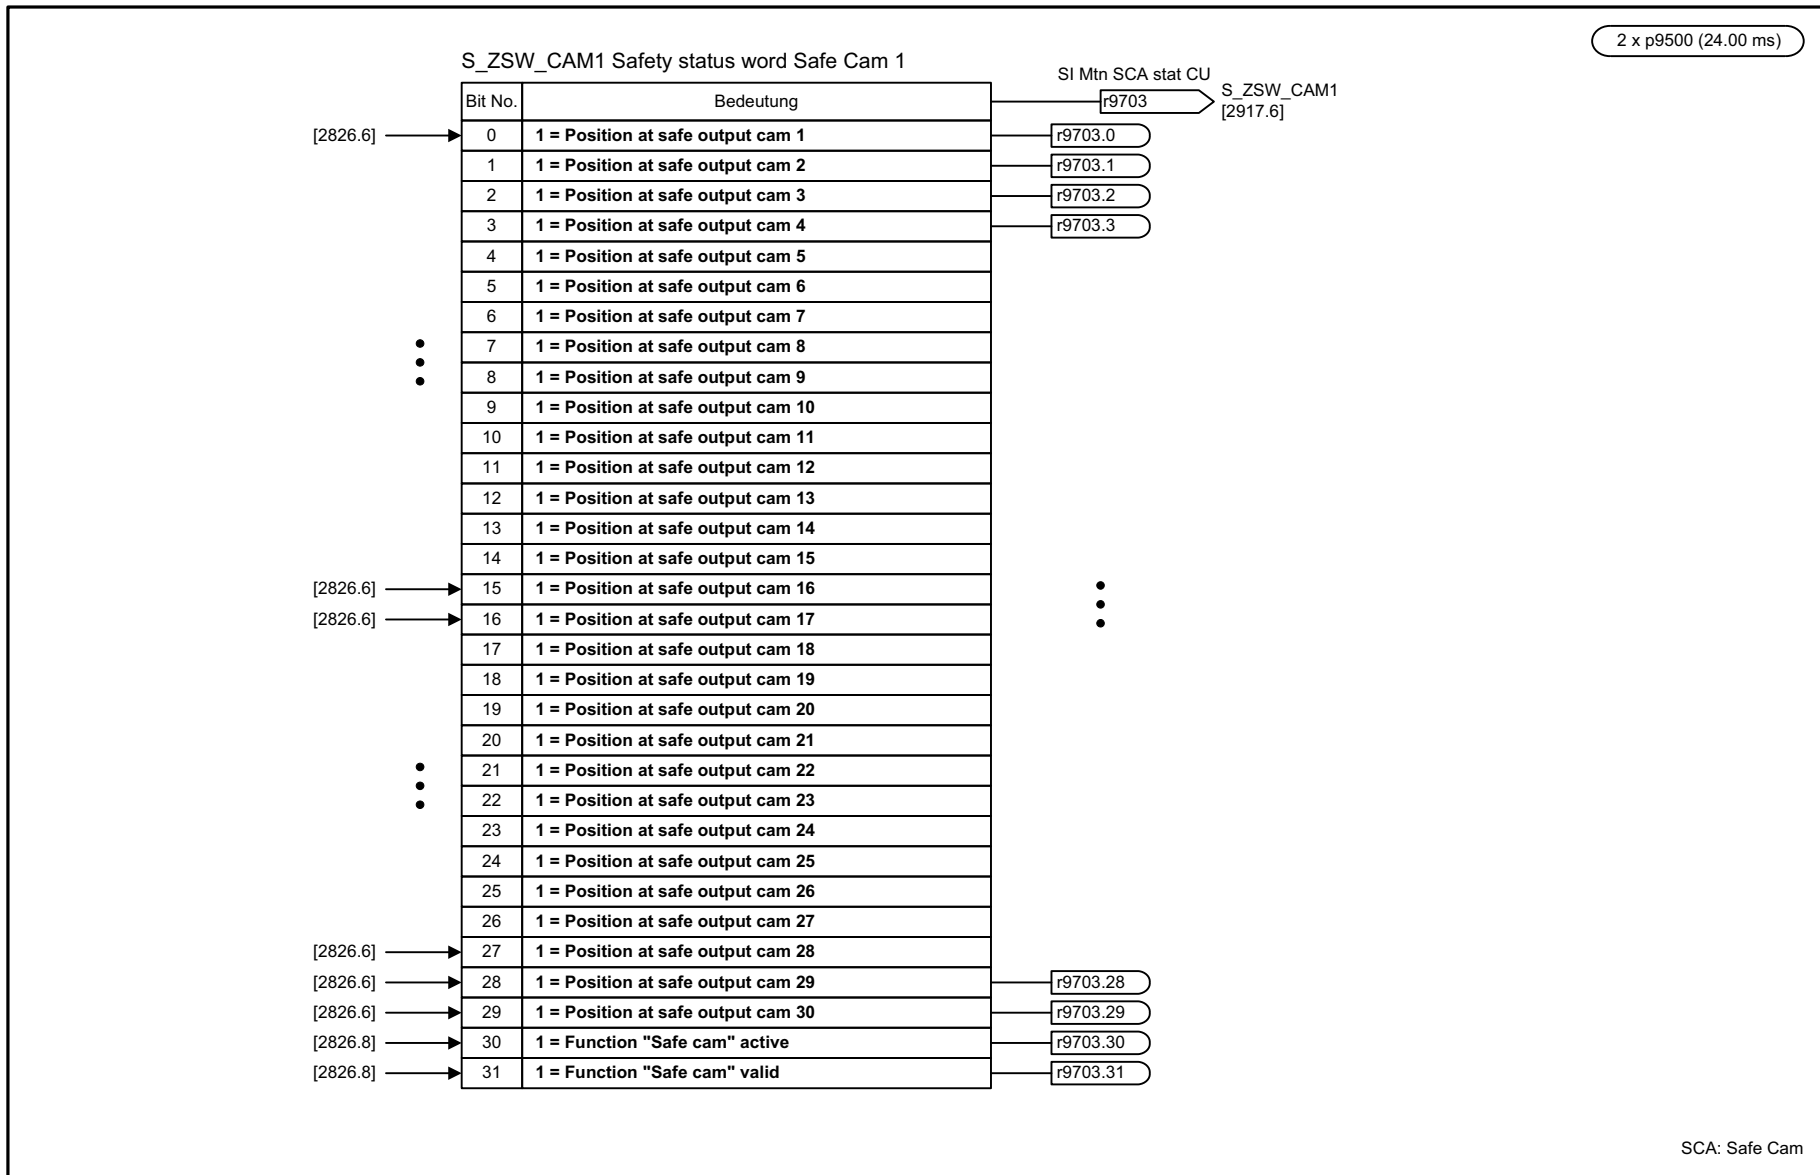 2 x p9500 (24.00 ms)
S_ZSW_CAM1 Safety status word Safe Cam 1
SI Mtn SCA stat CU
Bit No. Bedeutung r9703 S_ZSW_CAM1
[2917.6]
[2826.6] 0 1 = Position at safe output cam 1 r9703.0
1 1 = Position at safe output cam 2 r9703.1
2 1 = Position at safe output cam 3 r9703.2
3 1 = Position at safe output cam 4 r9703.3
4 1 = Position at safe output cam 5
5 1 = Position at safe output cam 6
6 1 = Position at safe output cam 7
7 1 = Position at safe output cam 8
8 1 = Position at safe output cam 9
9 1 = Position at safe output cam 10
10 1 = Position at safe output cam 11
11 1 = Position at safe output cam 12
12 1 = Position at safe output cam 13
13 1 = Position at safe output cam 14
14 1 = Position at safe output cam 15
[2826.6] 15 1 = Position at safe output cam 16
[2826.6] 16 1 = Position at safe output cam 17
17 1 = Position at safe output cam 18
18 1 = Position at safe output cam 19
19 1 = Position at safe output cam 20
20 1 = Position at safe output cam 21
21 1 = Position at safe output cam 22
22 1 = Position at safe output cam 23
23 1 = Position at safe output cam 24
24 1 = Position at safe output cam 25
25 1 = Position at safe output cam 26
26 1 = Position at safe output cam 27
[2826.6] 27 1 = Position at safe output cam 28
[2826.6] 28 1 = Position at safe output cam 29 r9703.28
[2826.6] 29 1 = Position at safe output cam 30 r9703.29
[2826.8] 30 1 = Function "Safe cam" active r9703.30
[2826.8] 31 1 = Function "Safe cam" valid r9703.31
SCA: Safe Cam